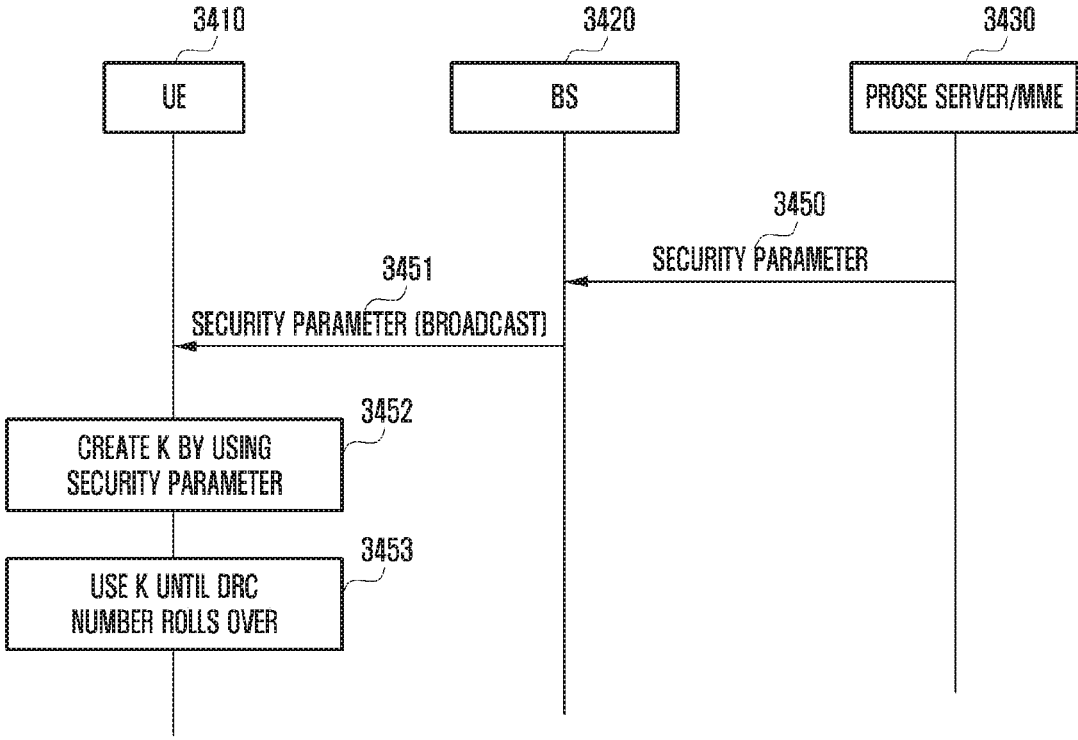 3410
3420
3430
UE
BS
PROSE SERVER/MME
3450
SECURITY PARAMETER
3451
SECURITY PARAMETER (BROADCAST)
3452
CREATE K BY USING
SECURITY PARAMETER
3453
USE K UNTIL DRC
NUMBER ROLLS OVER